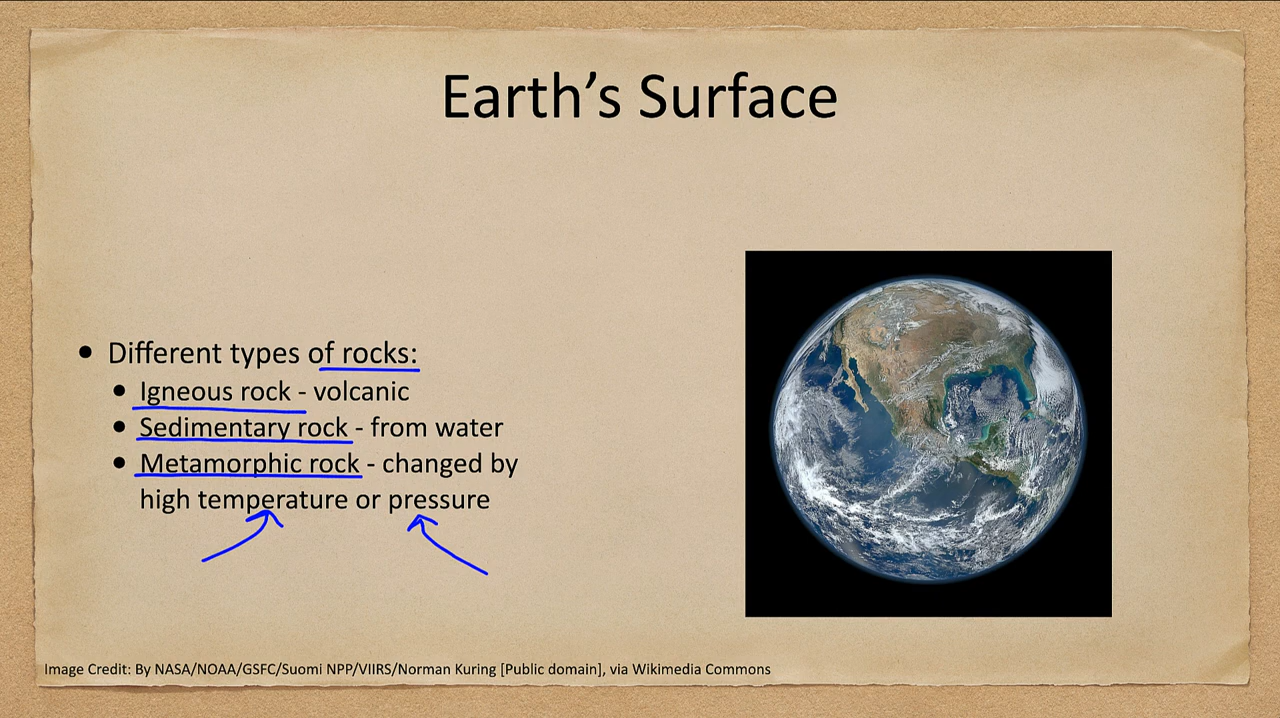 Earth’s Surface
• Different types of rocks:
• Igneous rock - volcanic
• Sedimentary rock - from water
• Metamorphic rock - changed by
high temperature or pressure
Image Credit: By NASA/NOAA/GSFC/Suomi NPP/VIIRS/Norman Kuring [Public domain], via Wikimedia Commons